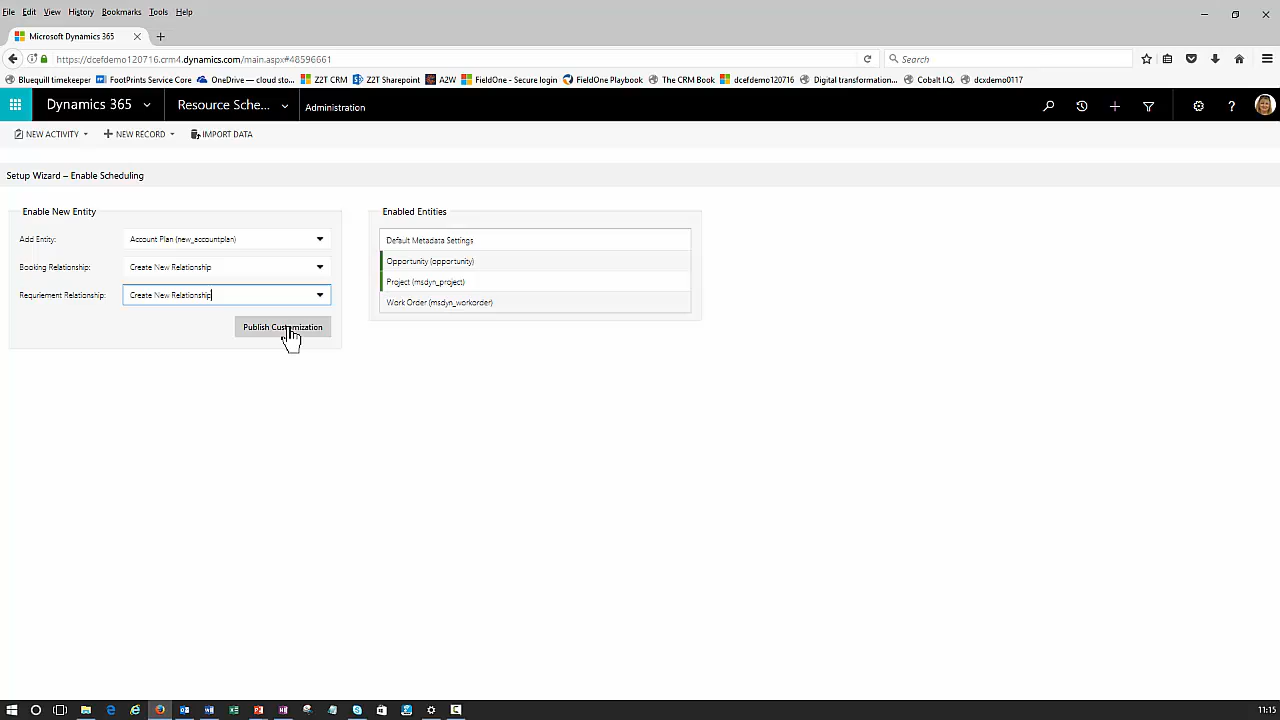 File Edit View History Bookmarks Tools Help
Microsoft Dynamics 365
https://dcefdemo120716.crm4.dynamics.com/main.aspx#48596661
Search
Bluequill timekeeper FootPrints Service Core OneDrive — cloud sto... ZZT CRM ZZT Sharepoint A2W FieldOne - Secure login FieldOne Playbook The CRM Book dcefdemo120716 Digital transformation... Cobalt I.Q. dcxdemo0117
Dynamics 365 Resource Sche... Administration
NEW ACTIVITY NEW RECORD IMPORT DATA
Setup Wizard – Enable Scheduling
Enable New Entity
Add Entity: Account Plan (new_accountplan)
Booking Relationship: Create New Relationship
Requriement Relationship: Create New Relationship
Publish Customization
Enabled Entities
Default Metadata Settings
Opportunity (opportunity)
Project (msdyn_project)
Work Order (msdyn_workorder)
11:15